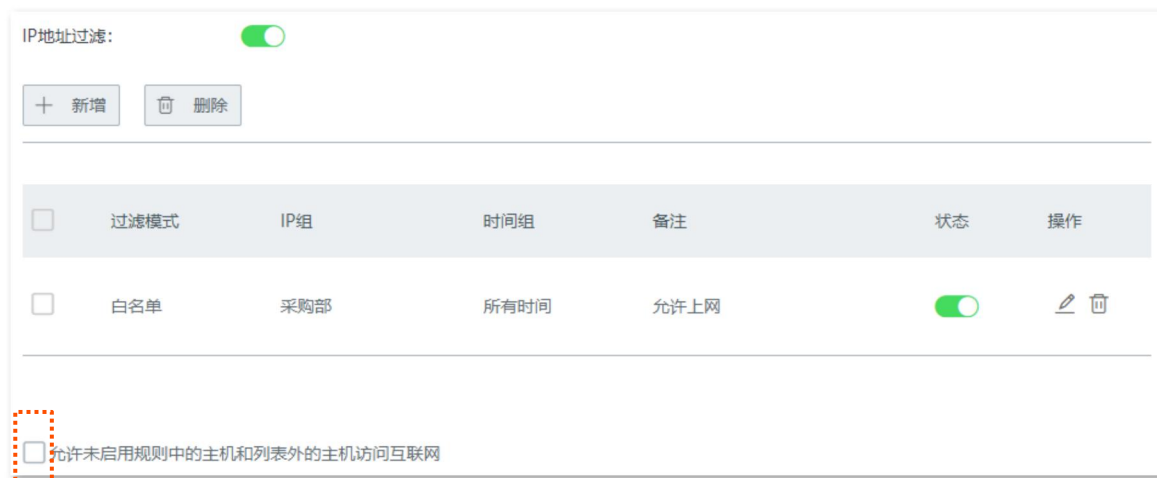 IP地址过滤：
新增 删除
过滤模式 IP组 时间组 备注 状态 操作
白名单 采购部 所有时间 允许上网
允许未启用规则中的主机和列表外的主机访问互联网